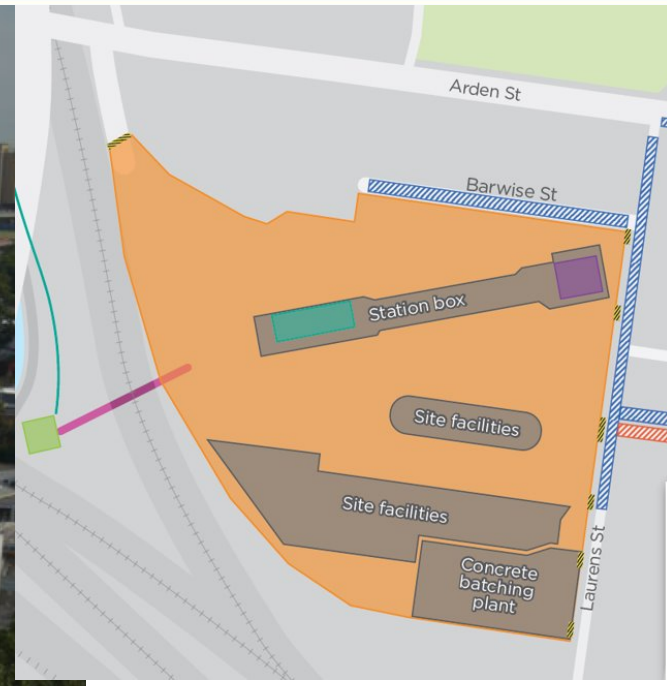 Arden St
Barwise St
Station box
Site facilities
Site facilities
Concrete
batching
plant
Laurens St